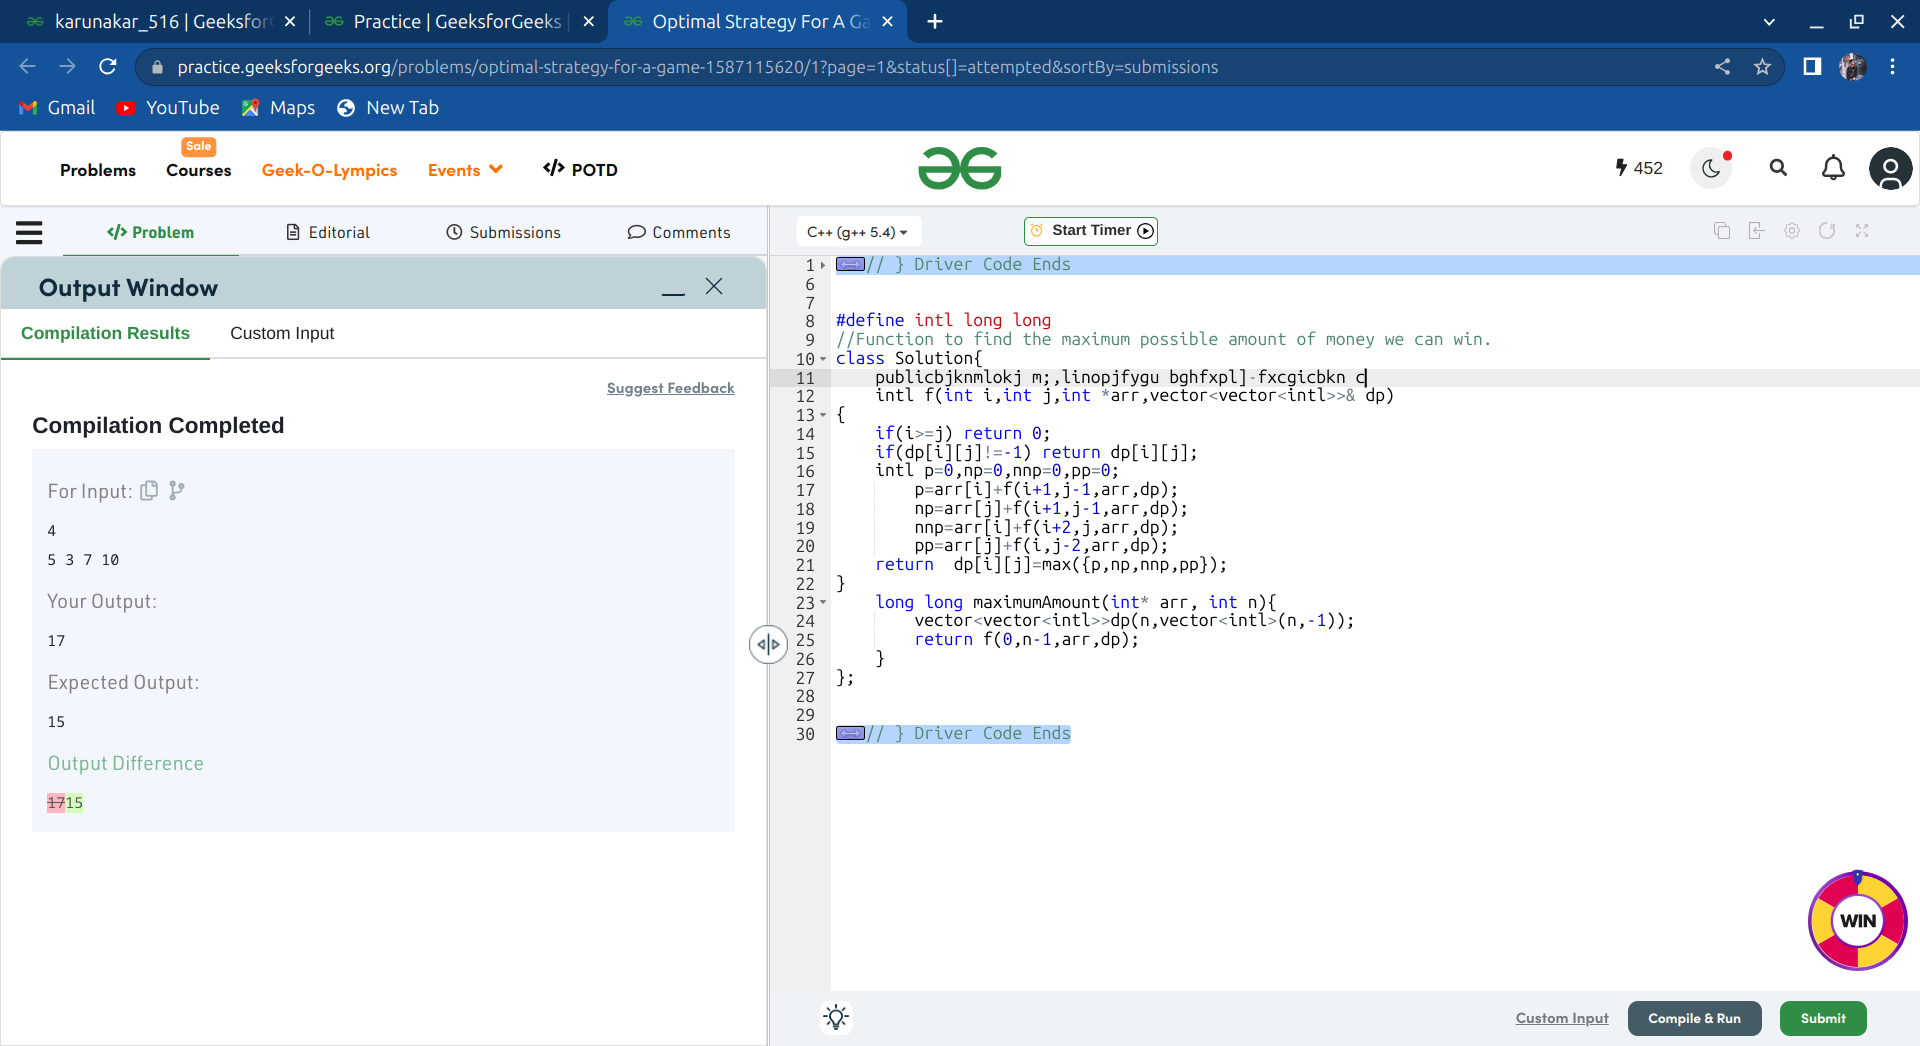 karunakar_516 | Geeksfor
Practice | GeeksforGeeks |
Optimal Strategy For A Ga
practice.geeksforgeeks.org/problems/optimal-strategy-for-a-game-1587115620/1?page=1&status[]=attempted&sortBy=submissions
Gmail YouTube Maps New Tab
Sale
Problems Courses Geek-O-Lympics Events </> POTD
452
</> Problem Editorial Submissions Comments
Output Window
Compilation Results Custom Input
Suggest Feedback
Compilation Completed
For Input:
4
5 3 7 10
Your Output:
17
Expected Output:
15
Output Difference
1715
C++ (g++ 5.4)
Start Timer
1 // } Driver Code Ends
6
7
8 #define intl long long
9 //Function to find the maximum possible amount of money we can win.
10 class Solution{
11 publicbjknmlokj m;,linopjfygu bghfxpl]-fxcgicbkn c
12 intl f(int i,int j,int *arr,vector<vector<intl>>& dp)
13 {
14 if(i>=j) return 0;
15 if(dp[i][j]!=-1) return dp[i][j];
16 intl p=0,np=0,nnp=0,pp=0;
17 p=arr[i]+f(i+1,j-1,arr,dp);
18 np=arr[j]+f(i+1,j-1,arr,dp);
19 nnp=arr[i]+f(i+2,j,arr,dp);
20 pp=arr[j]+f(i,j-2,arr,dp);
21 return  dp[i][j]=max({p,np,nnp,pp});
22 }
23 long long maximumAmount(int* arr, int n){
24 vector<vector<intl>>dp(n,vector<intl>(n,-1));
25 return f(0,n-1,arr,dp);
26 }
27 };
28
29
30 // } Driver Code Ends
WIN
Custom Input Compile & Run Submit